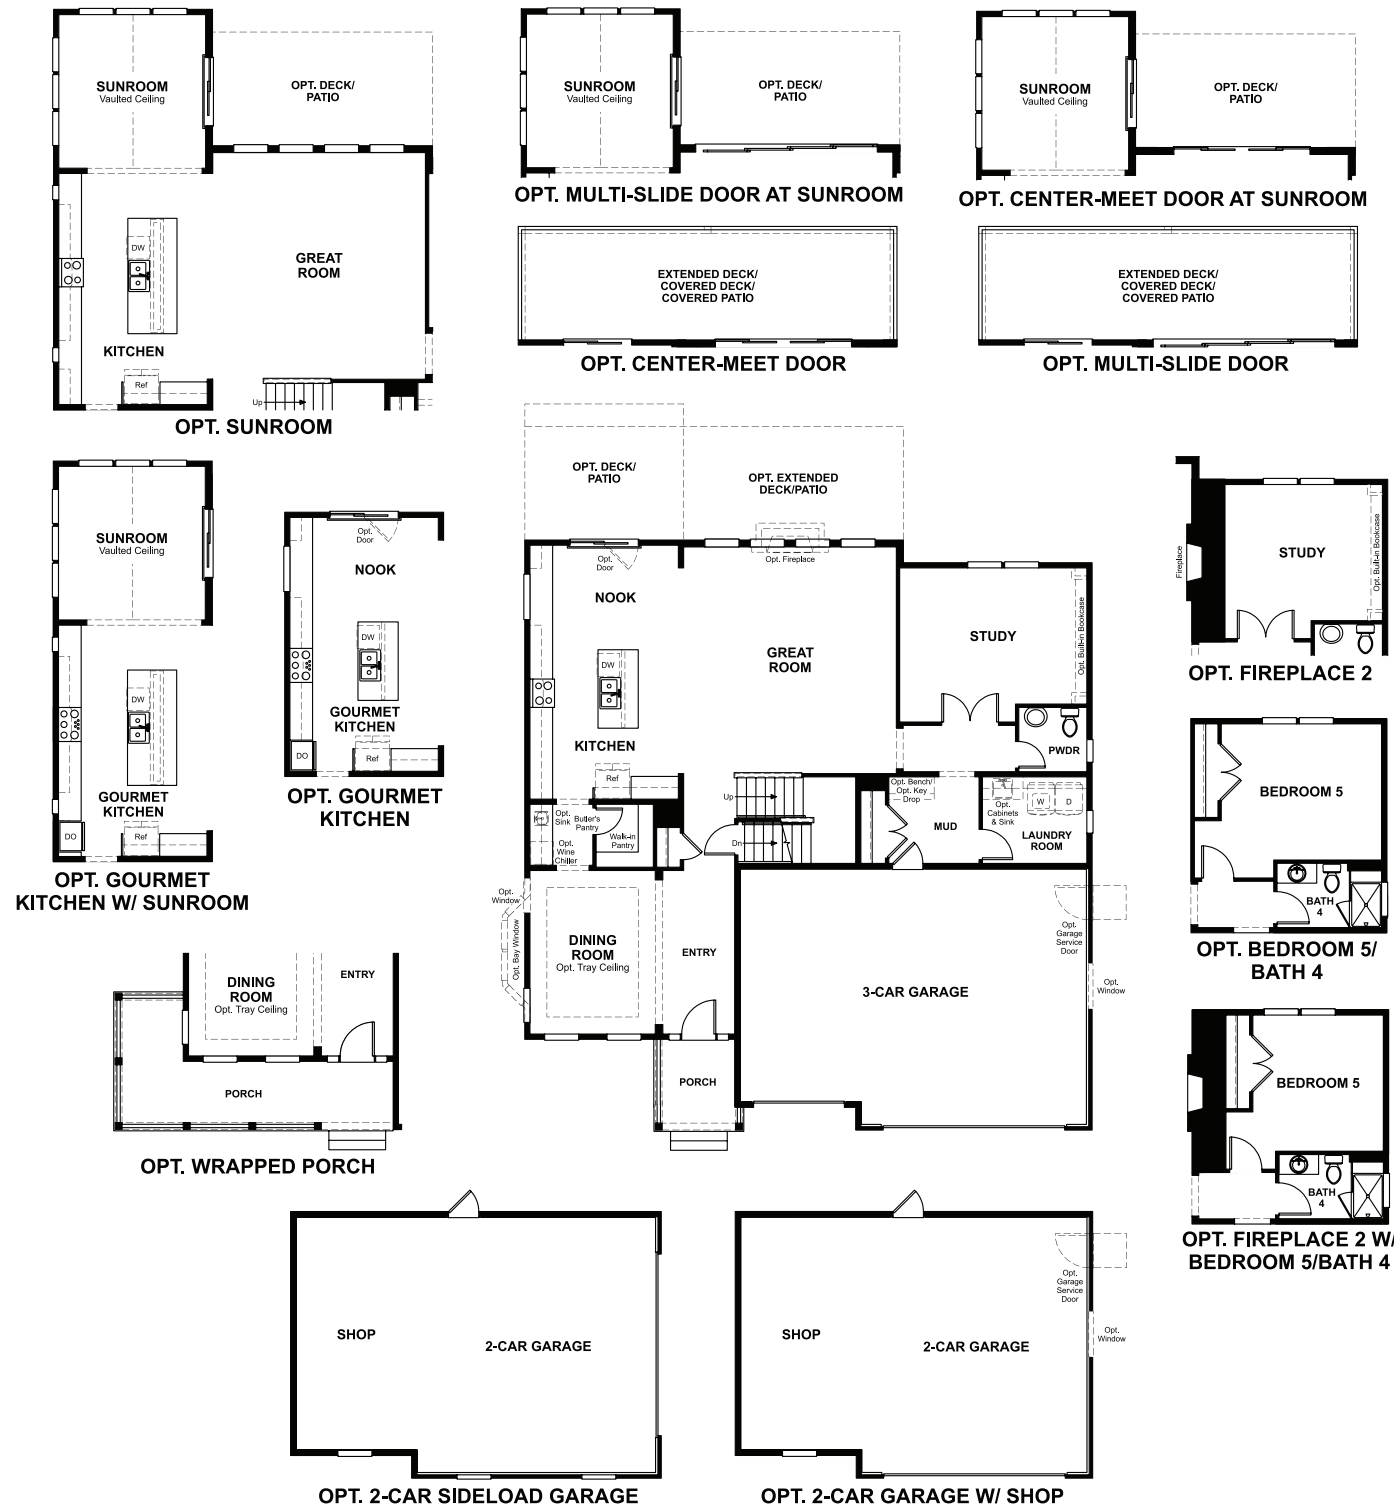 SUNROOM
Vaulted Ceiling
OPT. DECK/
PATIO
GREAT
ROOM
DW
KITCHEN
Ref
Up
OPT. SUNROOM
SUNROOM
Vaulted Ceiling
OPT. DECK/
PATIO
OPT. MULTI-SLIDE DOOR AT SUNROOM
SUNROOM
Vaulted Ceiling
OPT. DECK/
PATIO
OPT. CENTER-MEET DOOR AT SUNROOM
EXTENDED DECK/
COVERED DECK/
COVERED PATIO
OPT. CENTER-MEET DOOR
EXTENDED DECK/
COVERED DECK/
COVERED PATIO
OPT. MULTI-SLIDE DOOR
SUNROOM
Vaulted Ceiling
DW
GOURMET
KITCHEN
DO
Ref
OPT. GOURMET
KITCHEN W/ SUNROOM
Opt.
Door
NOOK
DW
GOURMET
KITCHEN
DO
Ref
OPT. GOURMET
KITCHEN
OPT. DECK/
PATIO
OPT. EXTENDED
DECK/PATIO
Opt.
Door
Opt. Fireplace
NOOK
GREAT
ROOM
STUDY
Opt. Built-in Bookcase
DW
KITCHEN
Ref
PWDR
Up
Dn
Opt. Bench/
Opt. Key
Drop
MUD
Opt.
Cabinets
& Sink
W
D
LAUNDRY
ROOM
Opt.
Sink
Butler's
Pantry
Opt.
Wine
Chiller
Walk-in
Pantry
Opt.
Window
Opt. Bay Window
DINING
ROOM
Opt. Tray Ceiling
ENTRY
3-CAR GARAGE
Opt.
Garage
Service
Door
Opt.
Window
PORCH
Fireplace
STUDY
Opt. Built-in Bookcase
OPT. FIREPLACE 2
BEDROOM 5
BATH
4
OPT. BEDROOM 5/
BATH 4
BEDROOM 5
BATH
4
OPT. FIREPLACE 2 W/
BEDROOM 5/BATH 4
DINING
ROOM
Opt. Tray Ceiling
ENTRY
PORCH
OPT. WRAPPED PORCH
SHOP
2-CAR GARAGE
OPT. 2-CAR SIDELOAD GARAGE
SHOP
2-CAR GARAGE
Opt.
Garage
Service
Door
Opt.
Window
OPT. 2-CAR GARAGE W/ SHOP